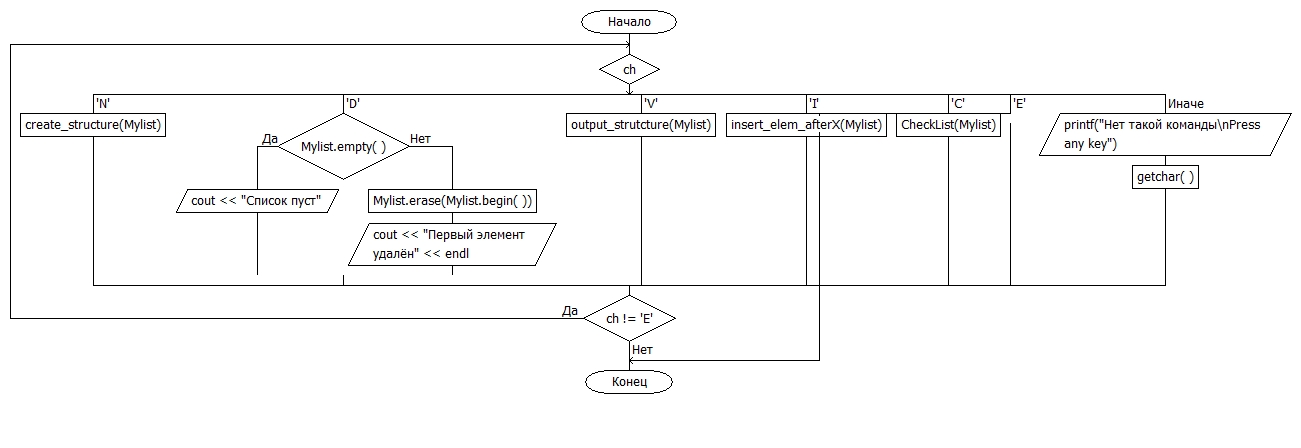 Начало
ch
'N'
'D'
'V'
'I'
'C'
'E'
Иначе
create_structure(Mylist)
output_strutcture(Mylist)
insert_elem_afterX(Mylist)
CheckList(Mylist)
printf("Нет такой команды\nPress
any key")
Да
Mylist.empty( )
Нет
getchar( )
cout << "Список пуст"
Mylist.erase(Mylist.begin( ))
cout << "Первый элемент
удалён" << endl
Да
ch != 'E'
Нет
Конец